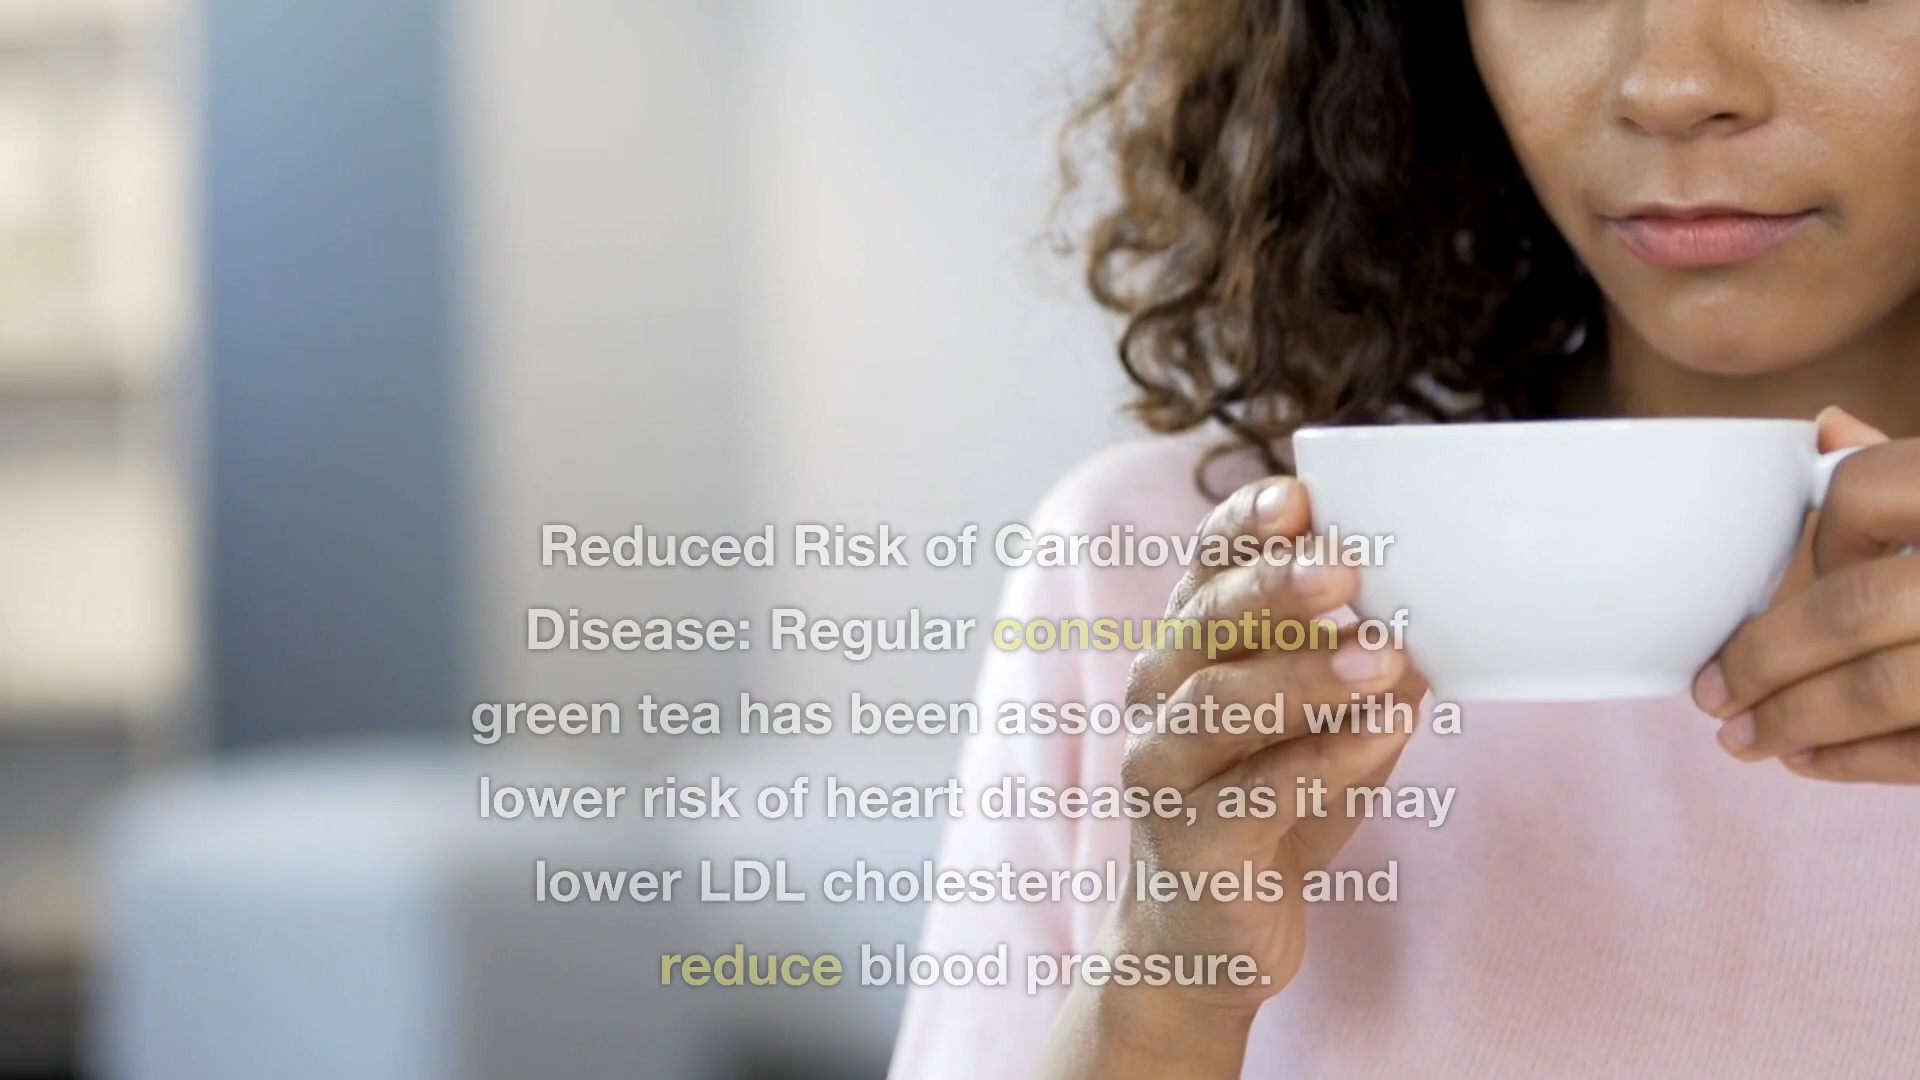 Reduced Risk of Cardiovascular
Disease: Regular consumption of
green tea has been associated with a
lower risk of heart disease, as it may
lower LDL cholesterol levels and
reduce blood pressure.